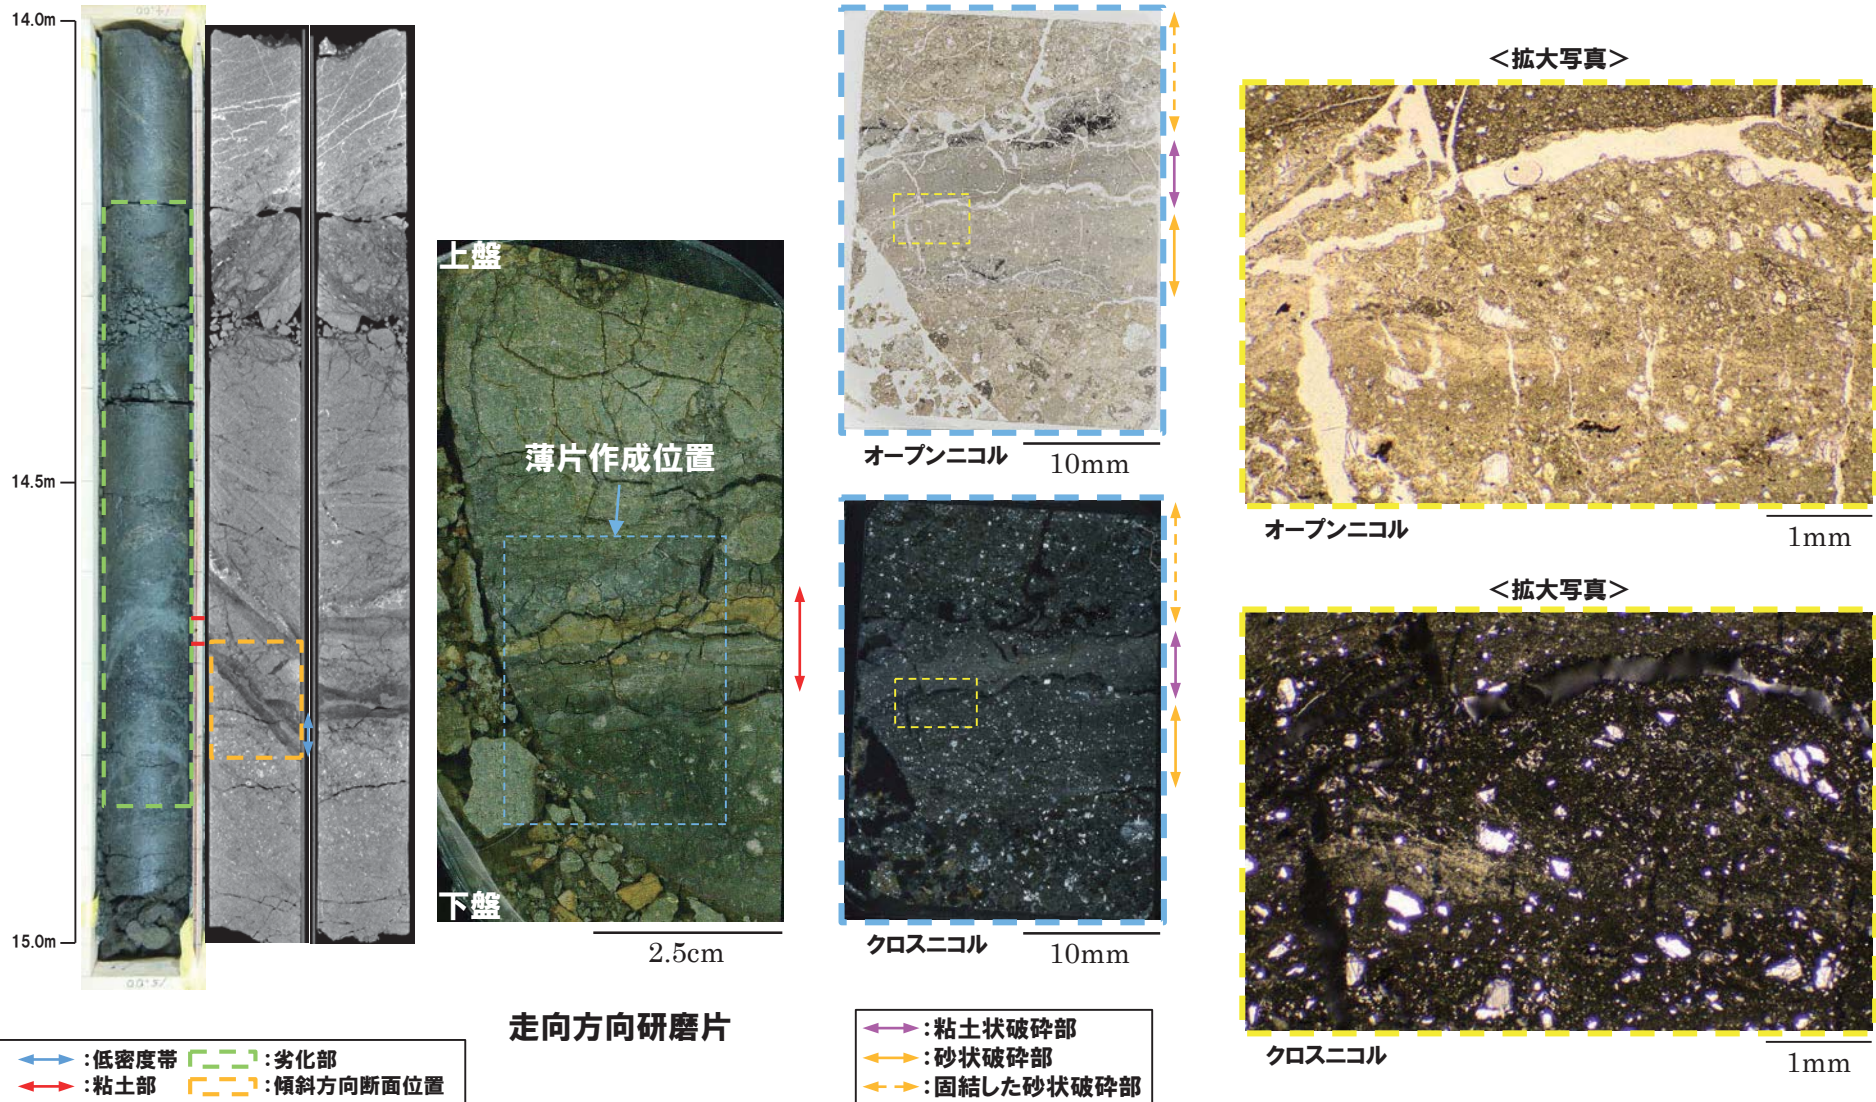 14.0m
14.5m
15.0m
上盤
薄片作成位置
下盤
2.5cm
走向方向研磨片
オープンニコル
10mm
クロスニコル
10mm
＜拡大写真＞
オープンニコル
1mm
＜拡大写真＞
クロスニコル
1mm
：低密度帯
：劣化部
：粘土部
：傾斜方向断面位置
：粘土状破砕部
：砂状破砕部
：固結した砂状破砕部